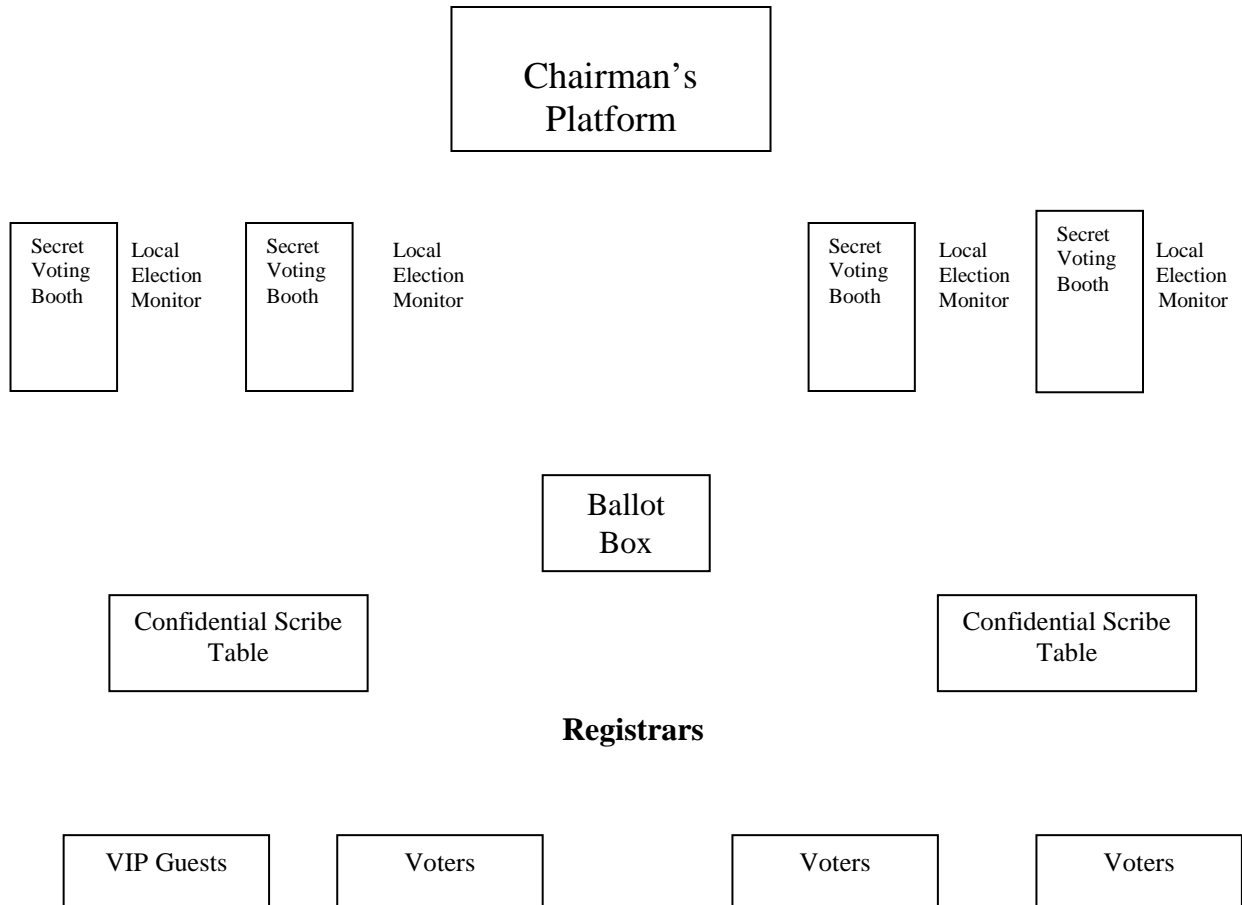 Chairman’s
Platform
Secret
Voting
Booth
Local
Election
Monitor
Secret
Voting
Booth
Local
Election
Monitor
Secret
Voting
Booth
Local
Election
Monitor
Secret
Voting
Booth
Local
Election
Monitor
Ballot
Box
Confidential Scribe
Table
Confidential Scribe
Table
Registrars
VIP Guests
Voters
Voters
Voters